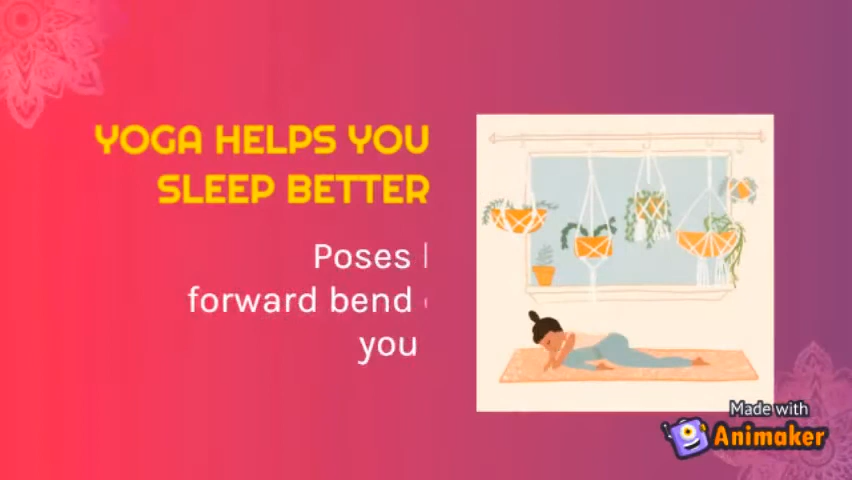 YOGA HELPS YOU
SLEEP BETTER
Poses
forward bend
you
Made with
Animaker